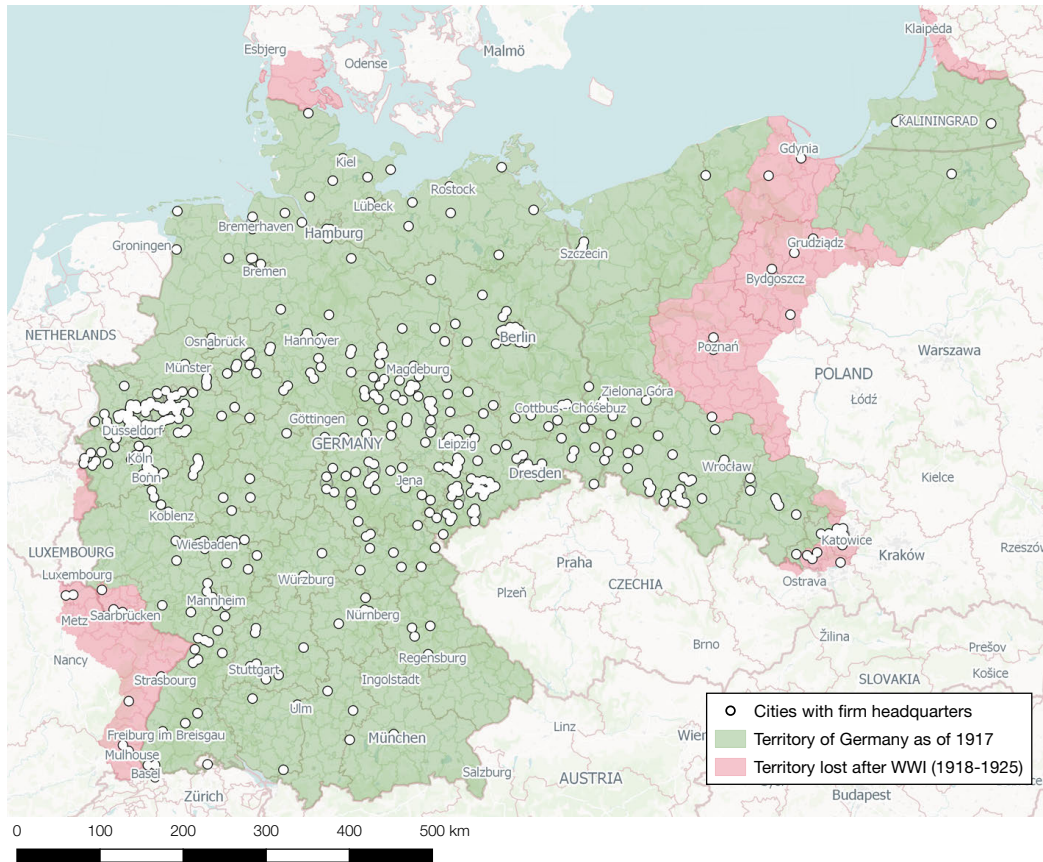 Klaipėda
Esbjerg
Malmö
Odense
KALININGRAD
Gdynia
Kiel
Rostock
Lübeck
Bremerhaven
Hamburg
Groningen
Szczecin
Grudziądz
Bremen
Bydgoszcz
NETHERLANDS
Osnabrück
Hannover
Berlin
Poznań
Warszawa
Münster
Magdeburg
POLAND
Zielona Góra
Łódź
Cottbus - Chóśebuz
Göttingen
Düsseldorf
GERMANY
Leipzig
Köln
Wrocław
Bonn
Jena
Dresden
Kielce
Koblenz
Katowice
Wiesbaden
Rzeszów
LUXEMBOURG
Kraków
Praha
Luxembourg
Würzburg
CZECHIA
Ostrava
Plzeň
Mannheim
Saarbrücken
Metz
Nürnberg
Žilina
Brno
Prešov
Nancy
Regensburg
Stuttgart
SLOVAKIA
Košice
Strasbourg
Ingolstadt
Ulm
Linz
Wien
Freiburg im Breisgau
München
Mulhouse
Basel
Salzburg
AUSTRIA
Zürich
Budapest
Cities with firm headquarters
Territory of Germany as of 1917
Territory lost after WWI (1918-1925)
0 100 200 300 400 500 km